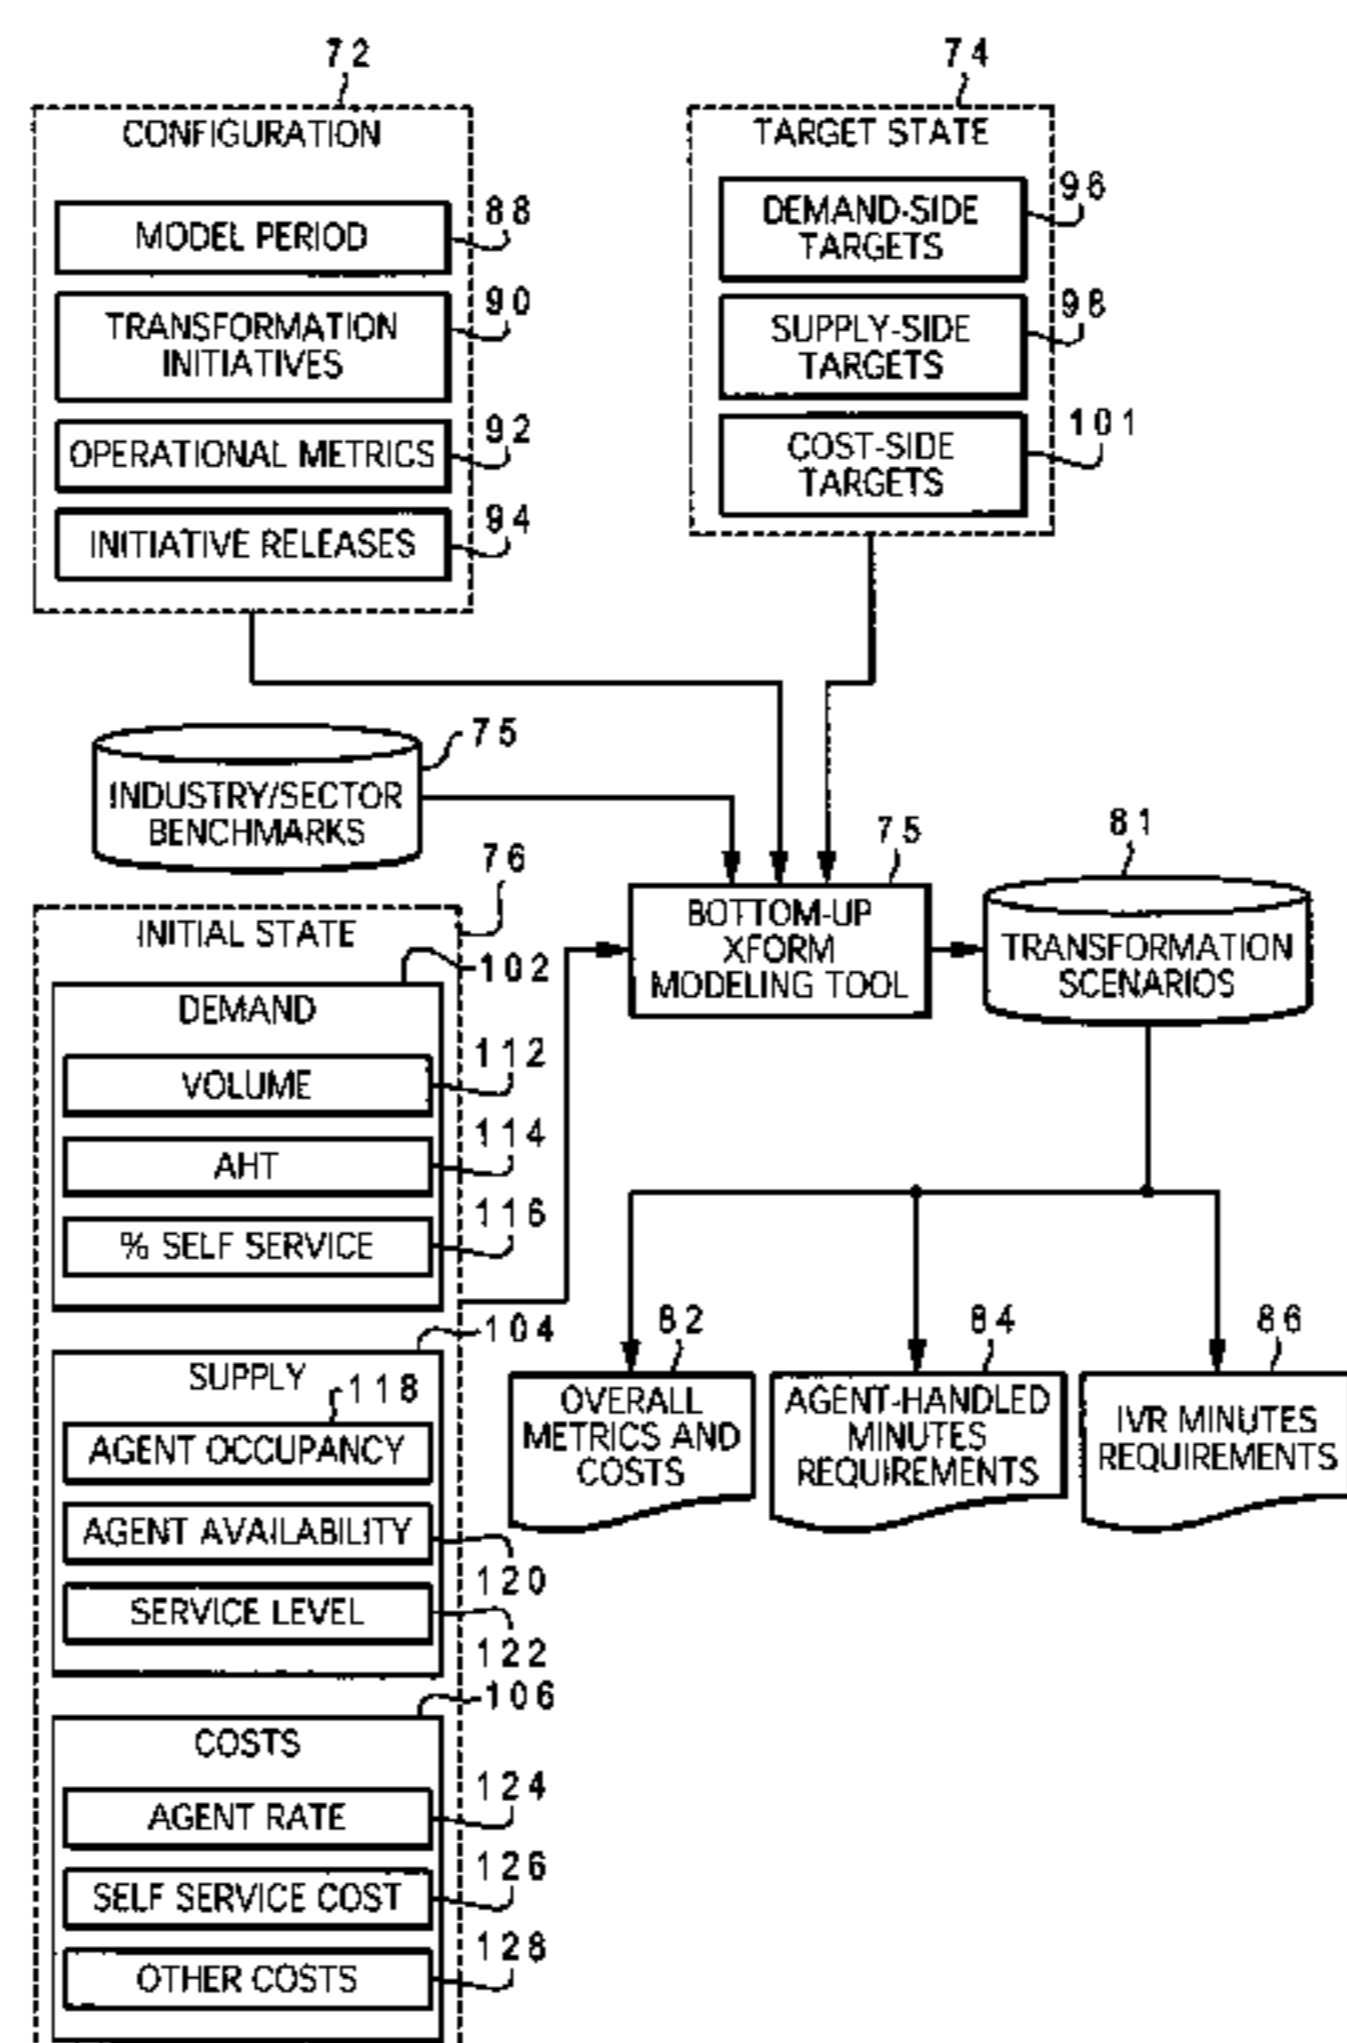 72
CONFIGURATION
MODEL PERIOD
88
TRANSFORMATION
INITIATIVES
90
OPERATIONAL METRICS
92
INITIATIVE RELEASES
94
74
TARGET STATE
DEMAND-SIDE
TARGETS
96
SUPPLY-SIDE
TARGETS
98
COST-SIDE
TARGETS
101
75
INDUSTRY/SECTOR
BENCHMARKS
75
BOTTOM-UP
XFORM
MODELING TOOL
81
TRANSFORMATION
SCENARIOS
76
INITIAL STATE
102
DEMAND
VOLUME
112
AHT
114
% SELF SERVICE
116
104
SUPPLY
118
AGENT OCCUPANCY
AGENT AVAILABILITY
120
SERVICE LEVEL
122
106
COSTS
AGENT RATE
124
SELF SERVICE COST
126
OTHER COSTS
128
82
OVERALL
METRICS AND
COSTS
84
AGENT-HANDLED
MINUTES
REQUIREMENTS
86
IVR MINUTES
REQUIREMENTS